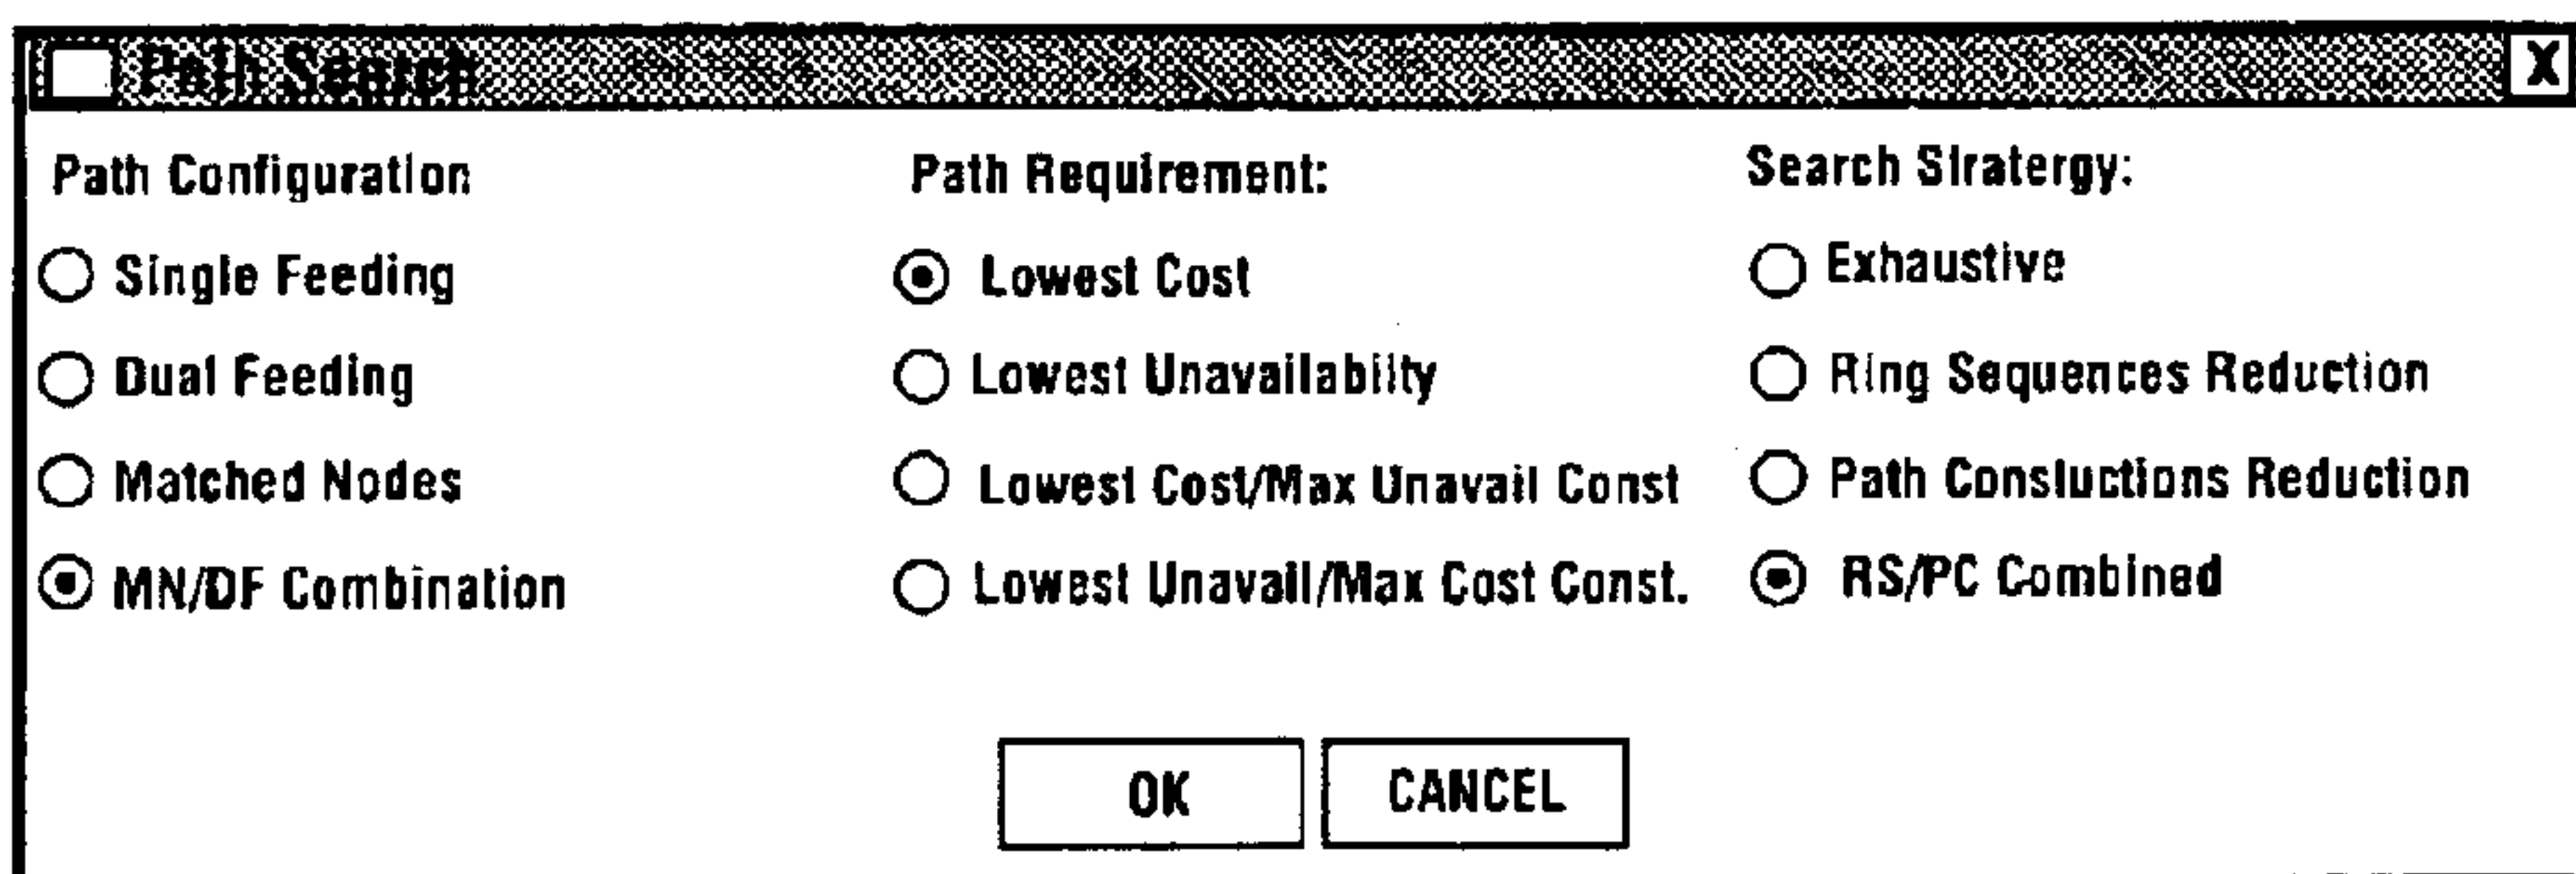 Path Search X
Path Configuration
Single Feeding
Dual Feeding
Matched Nodes
MN/DF Combination
Path Requirement:
Lowest Cost
Lowest Unavailabilty
Lowest Cost/Max Unavail Const
Lowest Unavail/Max Cost Const.
Search Stratergy:
Exhaustive
Ring Sequences Reduction
Path Constuctions Reduction
RS/PC Combined
OK CANCEL